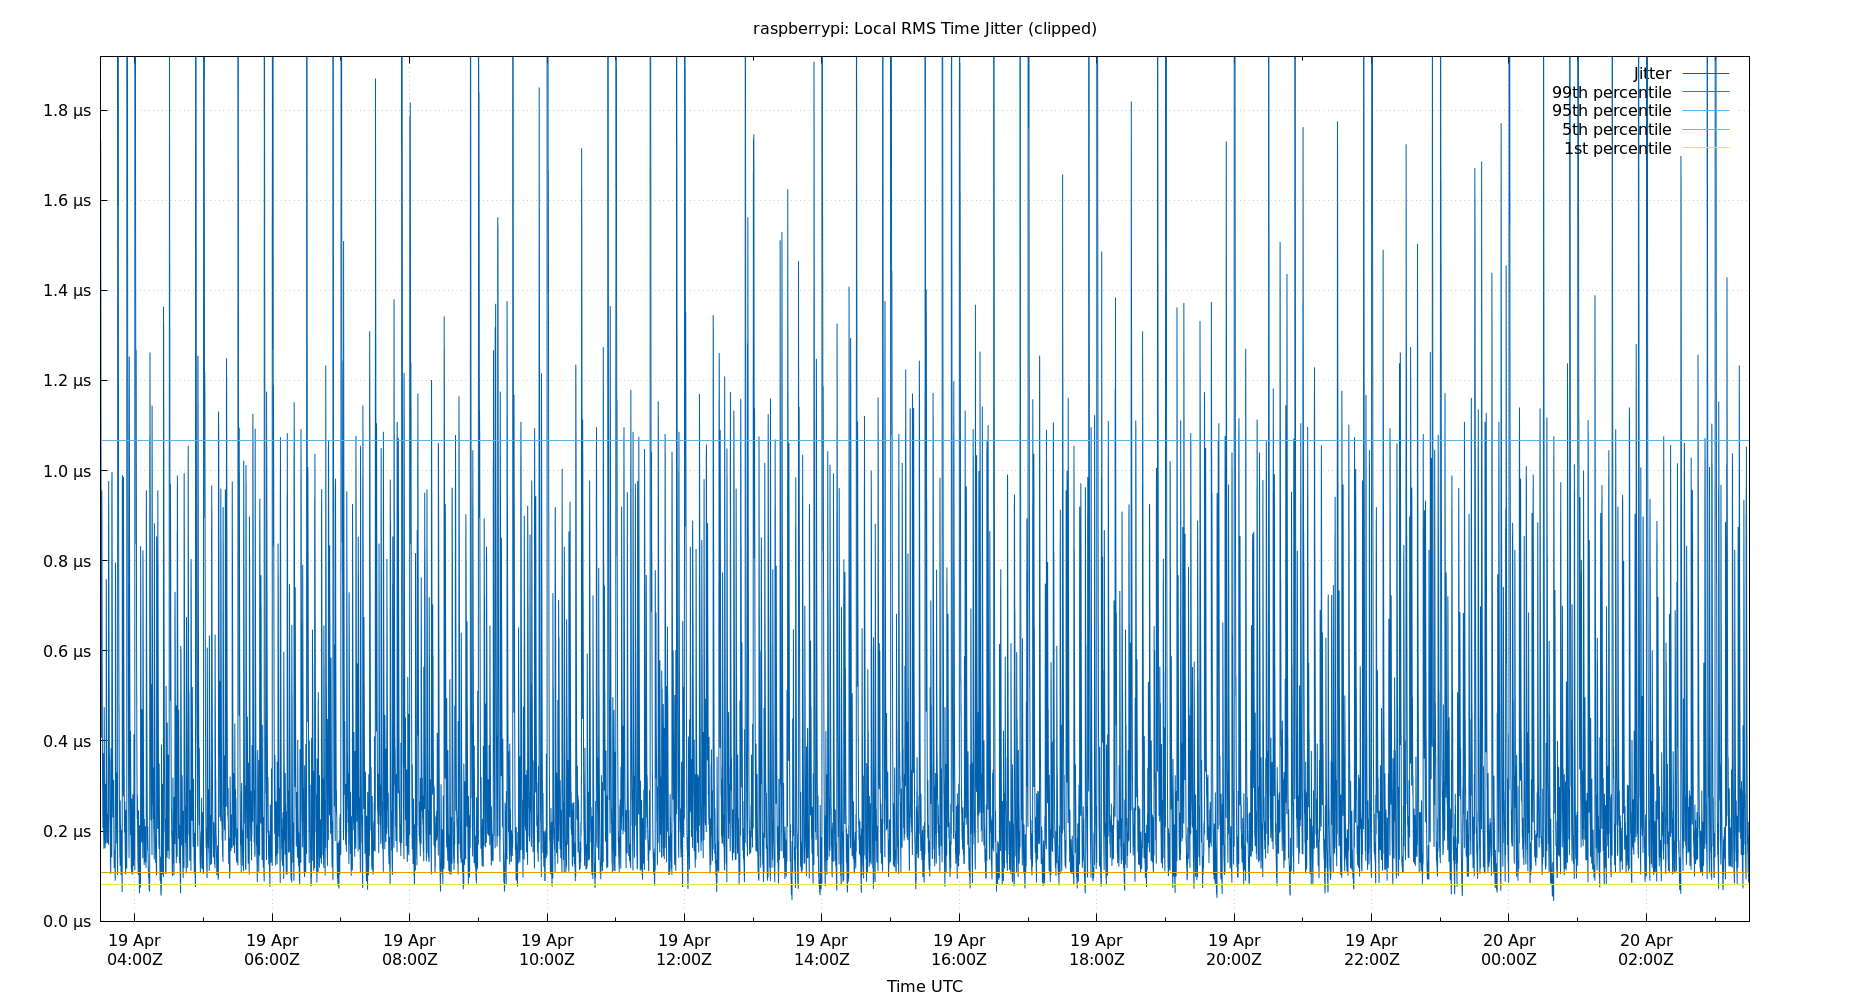 raspberrypi: Local RMS Time Jitter (clipped)
Jitter
99th percentile
95th percentile
5th percentile
1st percentile
1.8 µs
1.6 µs
1.4 µs
1.2 µs
1.0 µs
0.8 µs
0.6 µs
0.4 µs
0.2 µs
0.0 µs
19 Apr 19 Apr 19 Apr 19 Apr 19 Apr 19 Apr 19 Apr 19 Apr 19 Apr 19 Apr 20 Apr 20 Apr
04:00Z 06:00Z 08:00Z 10:00Z 12:00Z 14:00Z 16:00Z 18:00Z 20:00Z 22:00Z 00:00Z 02:00Z
Time UTC